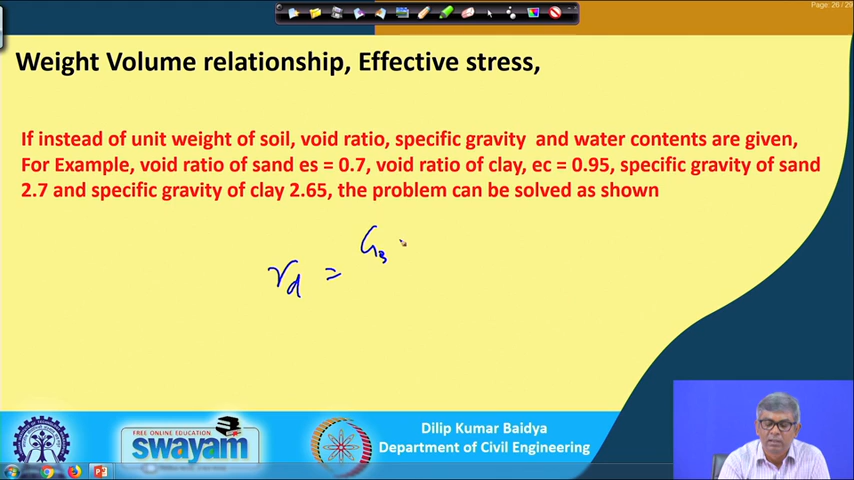 Page: 26 / 29
Weight Volume relationship, Effective stress,
If instead of unit weight of soil, void ratio, specific gravity and water contents are given,
For Example, void ratio of sand es = 0.7, void ratio of clay, ec = 0.95, specific gravity of sand
2.7 and specific gravity of clay 2.65, the problem can be solved as shown
γd = Gs
FREE ONLINE EDUCATION
swayam
Dilip Kumar Baidya
Department of Civil Engineering